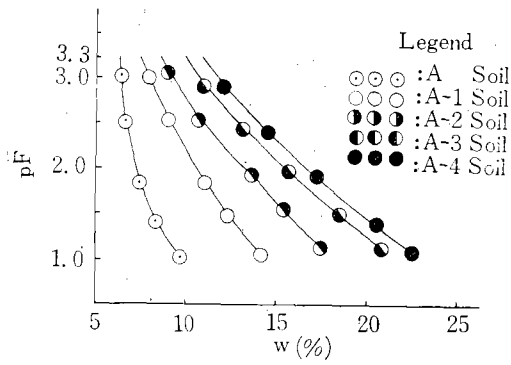 Legend
:A Soil
:A~1 Soil
:A~2 Soil
:A~3 Soil
:A~4 Soil
3.3
3.0
2.0
1.0
pF
5 10 15 20 25
w (%)